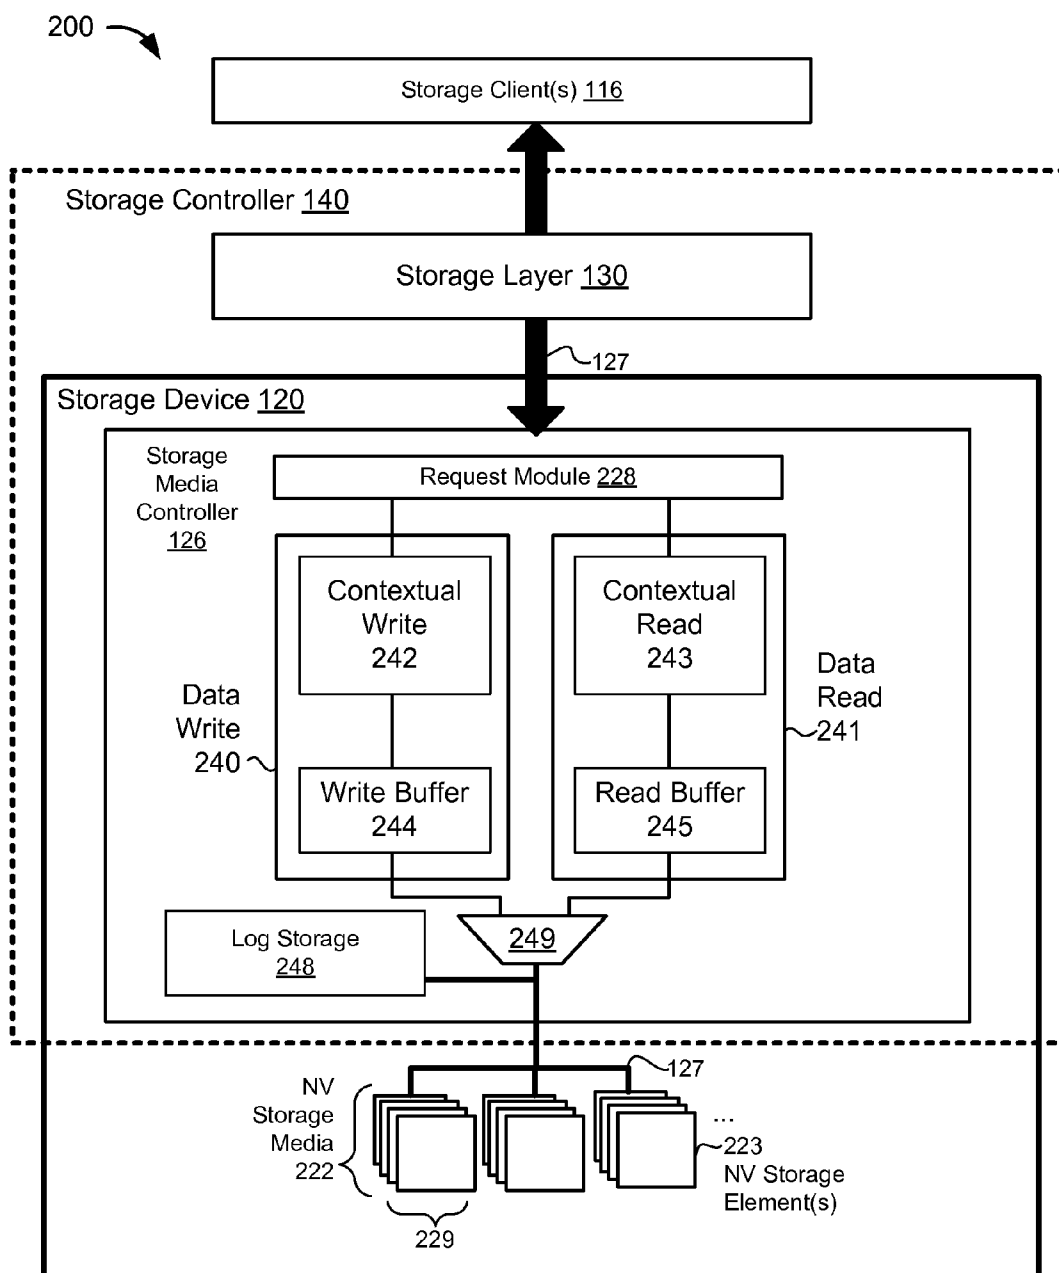 200
Storage Client(s) 116
Storage Controller 140
Storage Layer 130
127
Storage Device 120
Storage
Media
Controller
126
Request Module 228
Contextual
Write
242
Contextual
Read
243
Data
Write
240
Data
Read
241
Write Buffer
244
Read Buffer
245
249
Log Storage
248
127
NV
Storage
Media
222
...
223
NV Storage
Element(s)
229